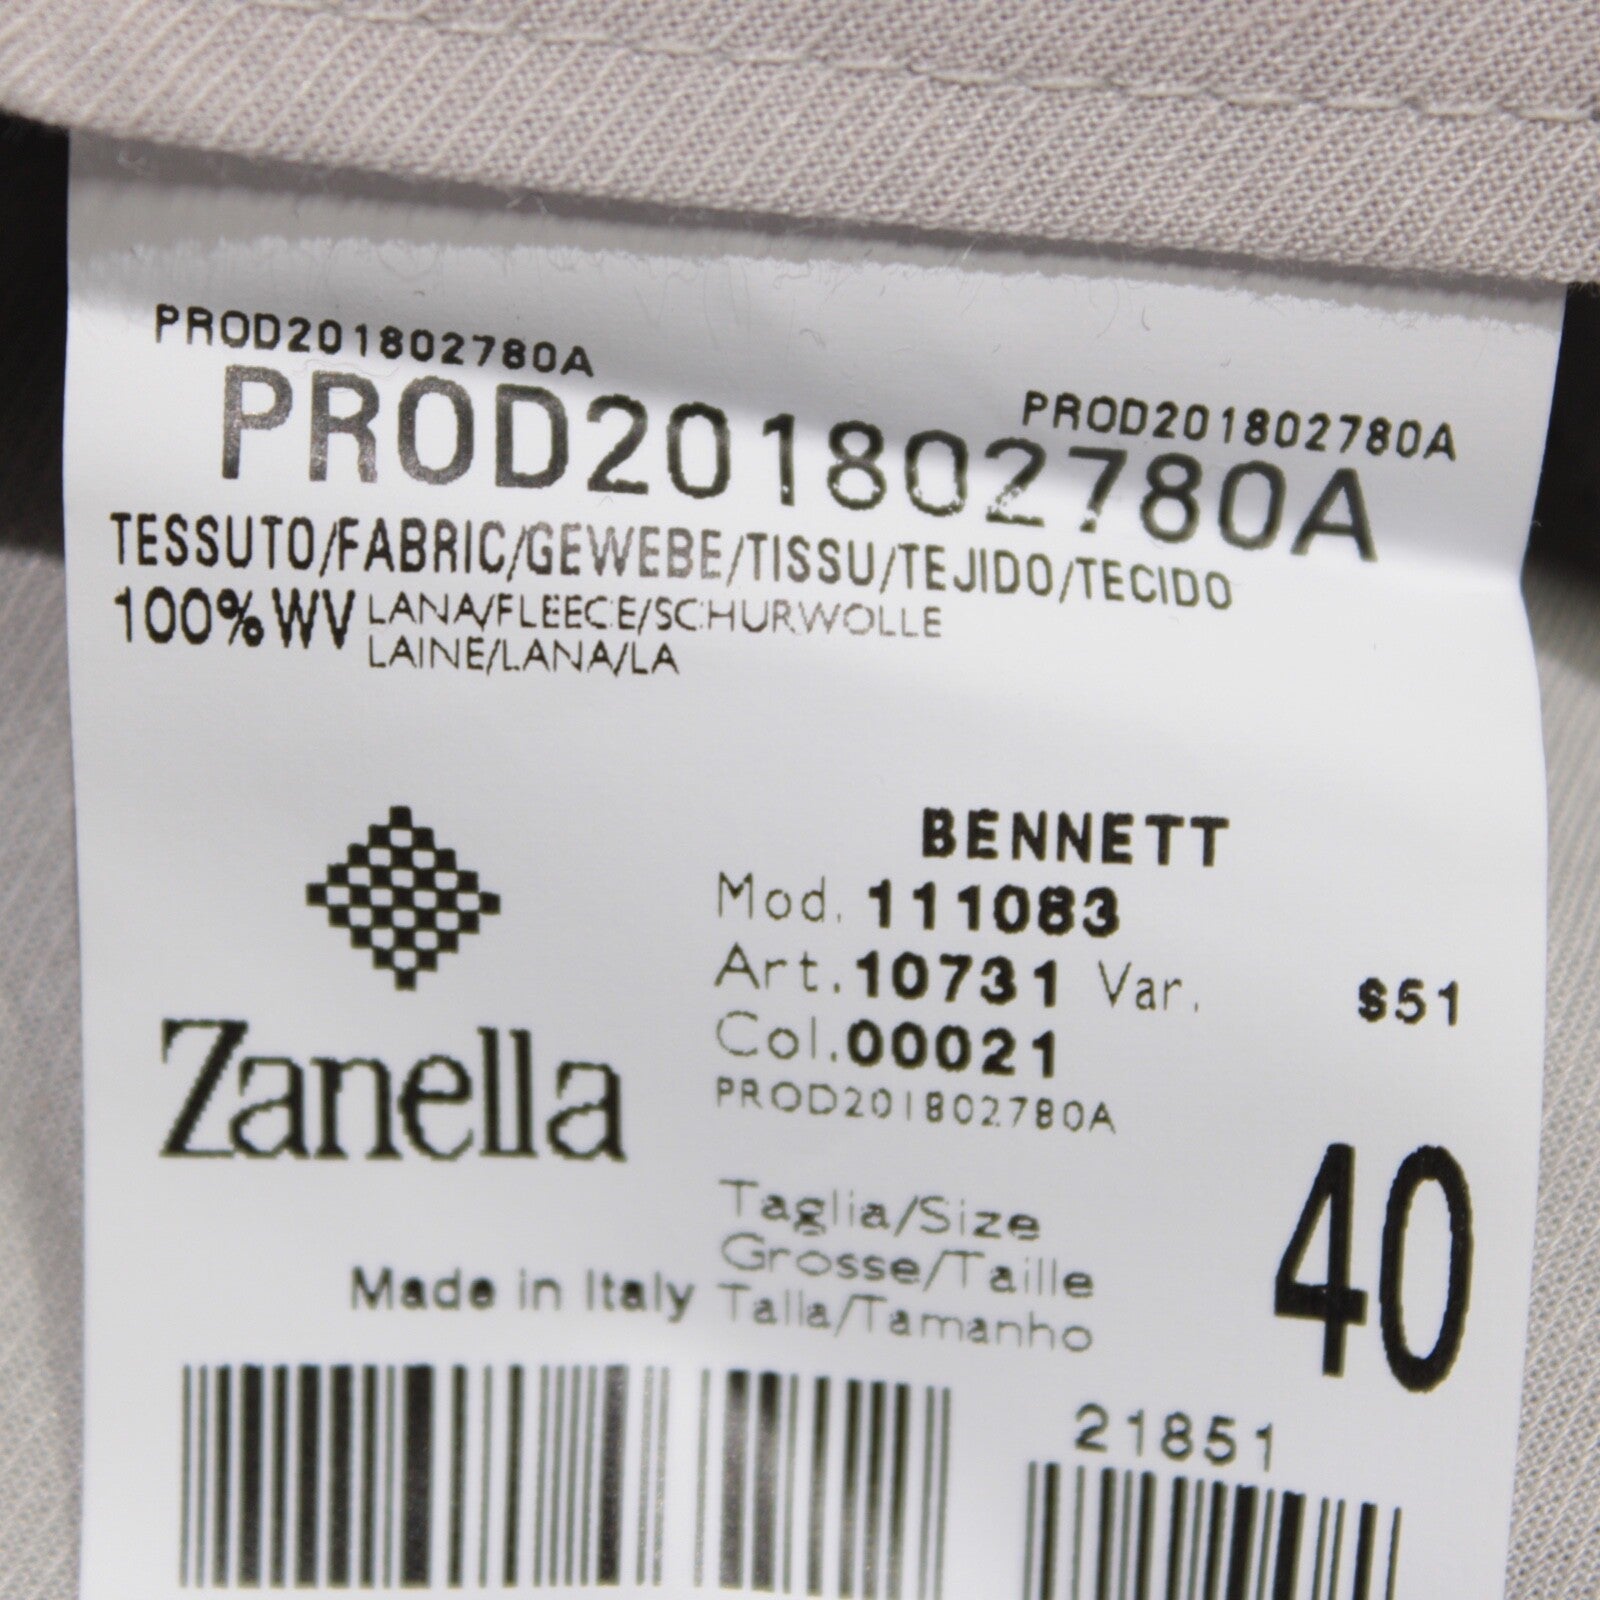 PROD201802780A
PROD201802780A
PROD201802780A
TESSUTO/FABRIC/GEWEBE/TISSU/TEJIDO/TECIDO
100% WV LANA/FLEECE/SCHURWOLLE
LAINE/LANA/LA
BENNETT
Mod. 111083
Art. 10731 Var. S51
Col. 00021
PROD201802780A
Zanella
Made in Italy
Taglia/Size
Grosse/Taille
Talla/Tamanho
40
21851